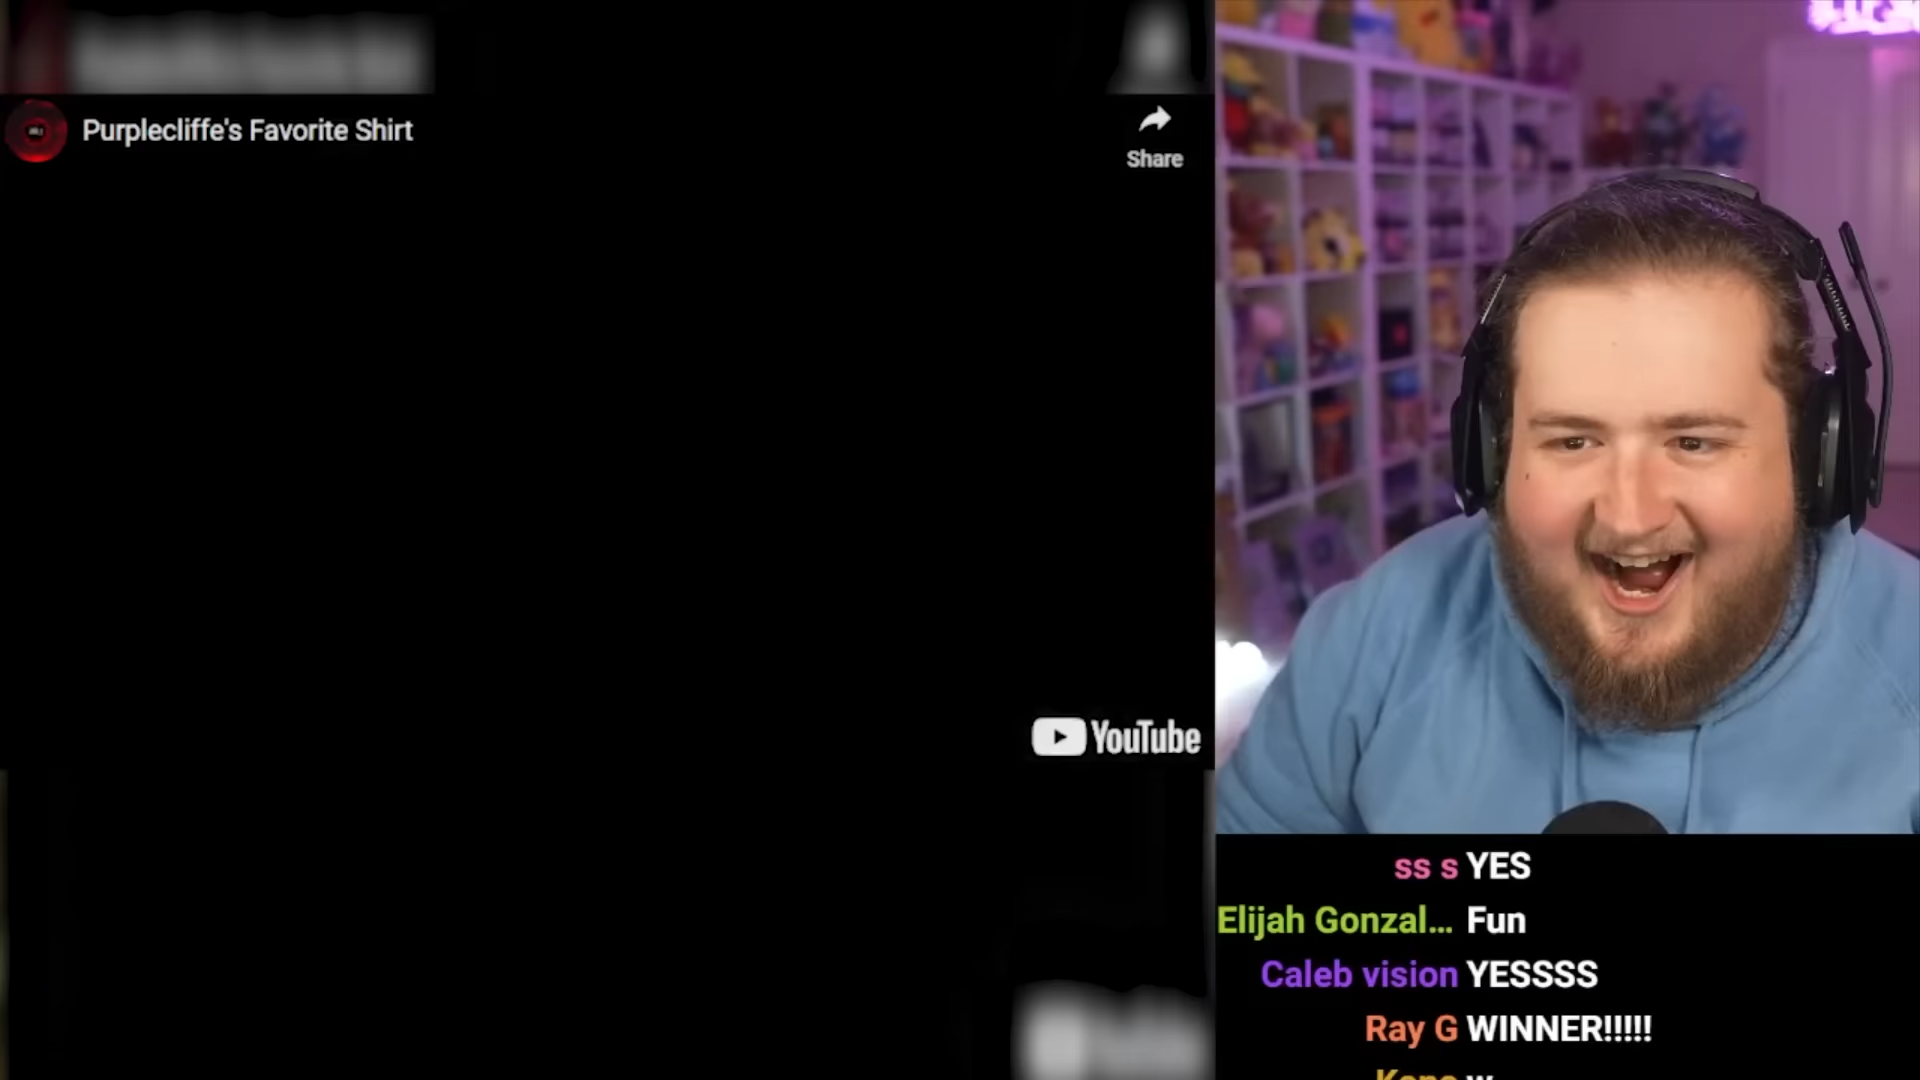 Purplecliffe's Favorite Shirt
Share
YouTube
ss s YES
Elijah Gonzal... Fun
Caleb vision YESSSS
Ray G WINNER!!!!!